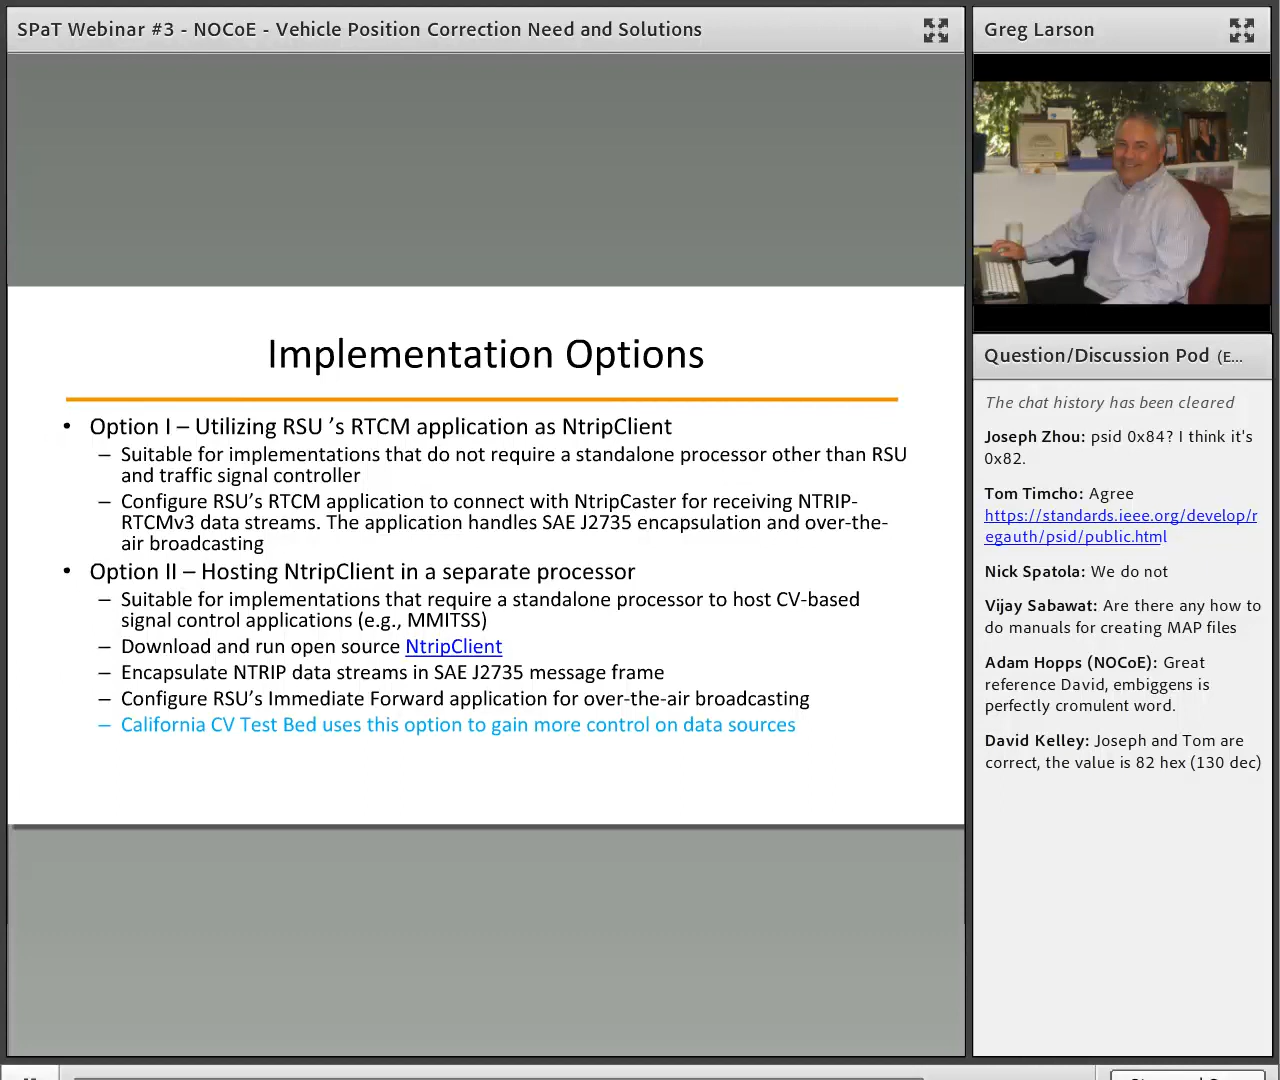 SPaT Webinar #3 - NOCoE - Vehicle Position Correction Need and Solutions
Implementation Options
• Option I – Utilizing RSU 's RTCM application as NtripClient
– Suitable for implementations that do not require a standalone processor other than RSU
and traffic signal controller
– Configure RSU's RTCM application to connect with NtripCaster for receiving NTRIP-
RTCMv3 data streams. The application handles SAE J2735 encapsulation and over-the-
air broadcasting
• Option II – Hosting NtripClient in a separate processor
– Suitable for implementations that require a standalone processor to host CV-based
signal control applications (e.g., MMITSS)
– Download and run open source NtripClient
– Encapsulate NTRIP data streams in SAE J2735 message frame
– Configure RSU's Immediate Forward application for over-the-air broadcasting
– California CV Test Bed uses this option to gain more control on data sources
Greg Larson
Question/Discussion Pod (E...
The chat history has been cleared
Joseph Zhou: psid 0x84? I think it's
0x82.
Tom Timcho: Agree
https://standards.ieee.org/develop/r
egauth/psid/public.html
Nick Spatola: We do not
Vijay Sabawat: Are there any how to
do manuals for creating MAP files
Adam Hopps (NOCoE): Great
reference David, embiggens is
perfectly cromulent word.
David Kelley: Joseph and Tom are
correct, the value is 82 hex (130 dec)